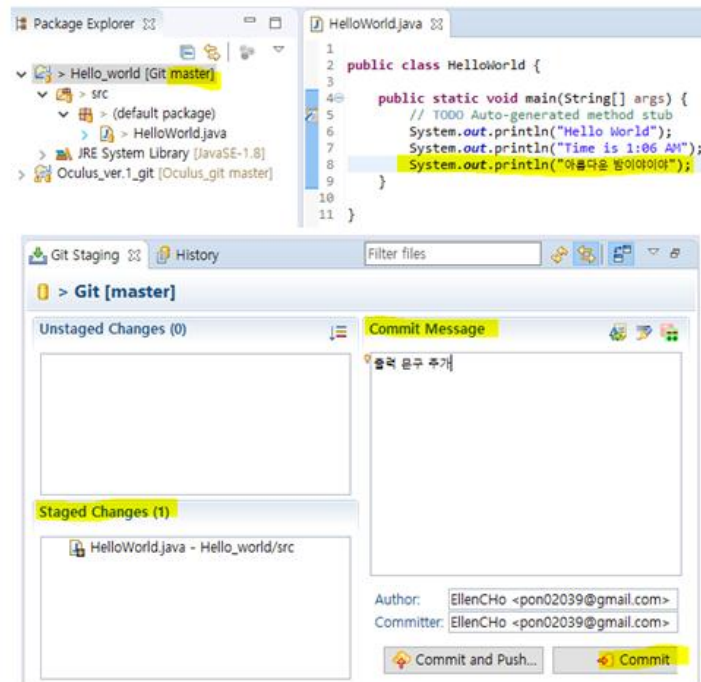 Package Explorer
> Hello_world [Git master]
> src
> (default package)
> HelloWorld.java
JRE System Library [JavaSE-1.8]
Oculus_ver.1_git [Oculus_git master]
HelloWorld.java
1
2 public class HelloWorld {
3
4 public static void main(String[] args) {
5 // TODO Auto-generated method stub
6 System.out.println("Hello World");
7 System.out.println("Time is 1:06 AM");
8 System.out.println("아름다운 밤이야이야");
9 }
10
11 }
Git Staging
History
Filter files
> Git [master]
Unstaged Changes (0)
Commit Message
출력 문구 추가
Staged Changes (1)
HelloWorld.java - Hello_world/src
Author: EllenCHo <pon02039@gmail.com>
Committer: EllenCHo <pon02039@gmail.com>
Commit and Push...
Commit